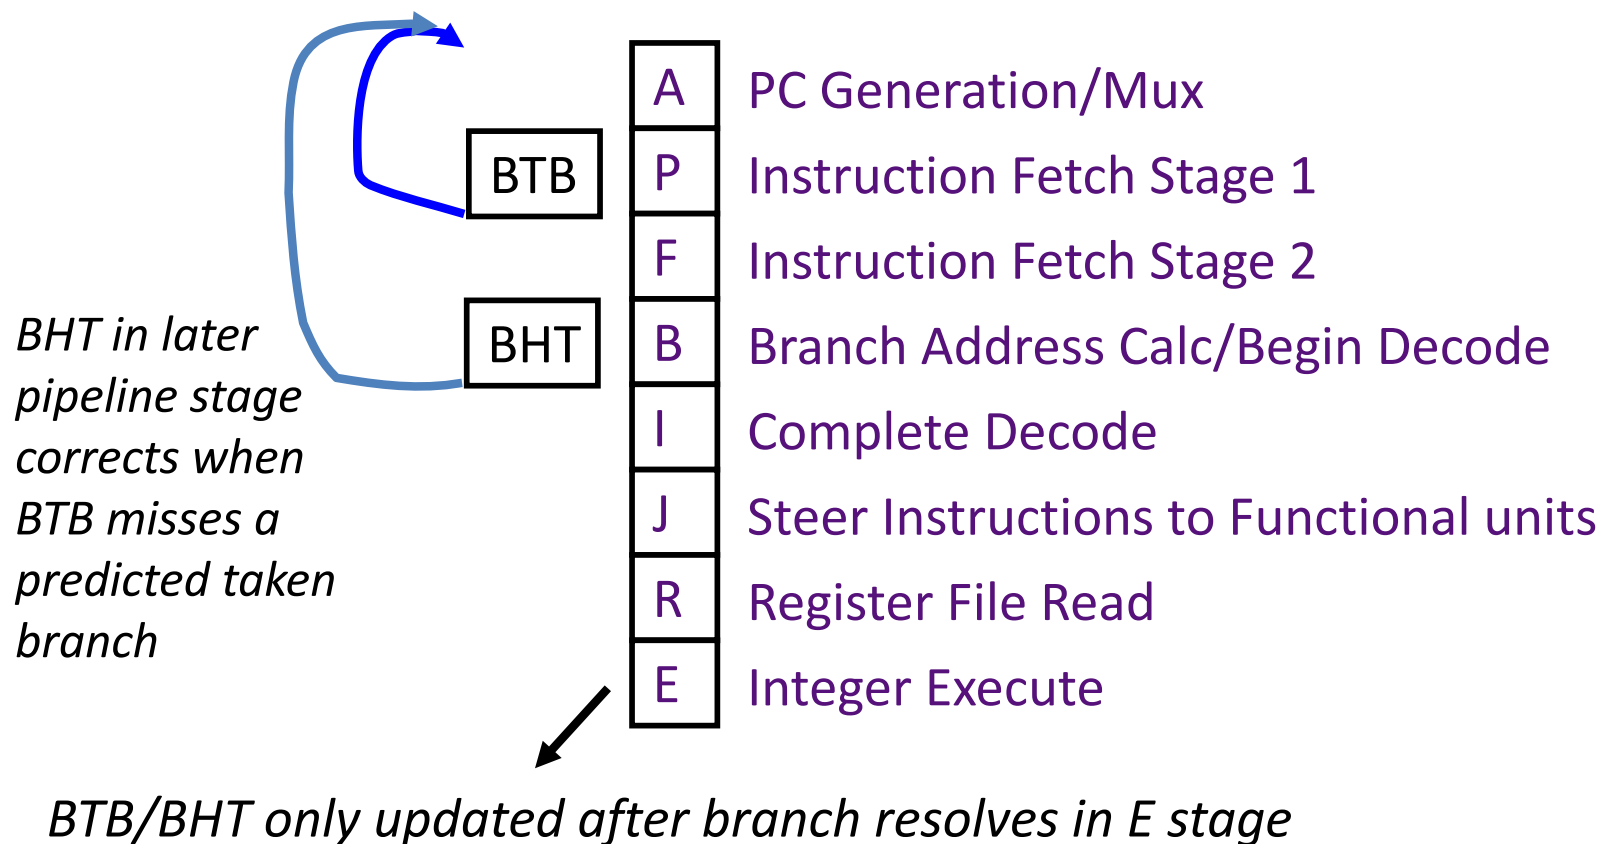 A PC Generation/Mux
BTB P Instruction Fetch Stage 1
F Instruction Fetch Stage 2
BHT B Branch Address Calc/Begin Decode
I Complete Decode
J Steer Instructions to Functional units
R Register File Read
E Integer Execute
BHT in later
pipeline stage
corrects when
BTB misses a
predicted taken
branch
BTB/BHT only updated after branch resolves in E stage